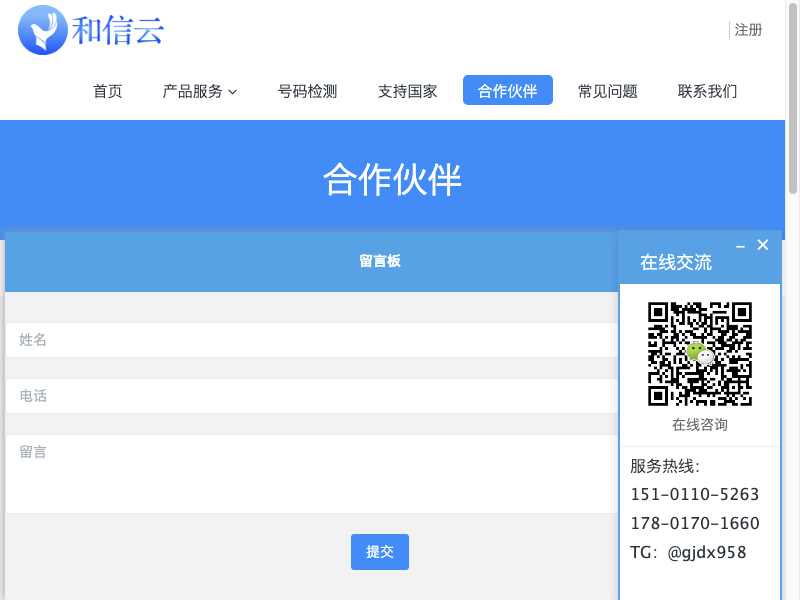 和信云
注册
首页
产品服务
号码检测
支持国家
合作伙伴
常见问题
联系我们
合作伙伴
留言板
姓名
电话
留言
提交
在线交流
在线咨询
服务热线：
151-0110-5263
178-0170-1660
TG：@gjdx958